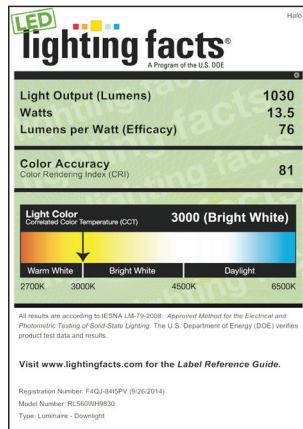 Halo
LED
lighting facts®
A Program of the U.S. DOE
Light Output (Lumens) 1030
Watts 13.5
Lumens per Watt (Efficacy) 76
Color Accuracy
Color Rendering Index (CRI) 81
Light Color
Correlated Color Temperature (CCT) 3000 (Bright White)
Warm White Bright White Daylight
2700K 3000K 4500K 6500K
All results are according to IESNA LM-79-2008: Approved Method for the Electrical and
Photometric Testing of Solid-State Lighting. The U.S. Department of Energy (DOE) verifies
product test data and results.
Visit www.lightingfacts.com for the Label Reference Guide.
Registration Number: F4QJ-84I5PV (9/26/2014)
Model Number: RL560WH9830
Type: Luminaire - Downlight